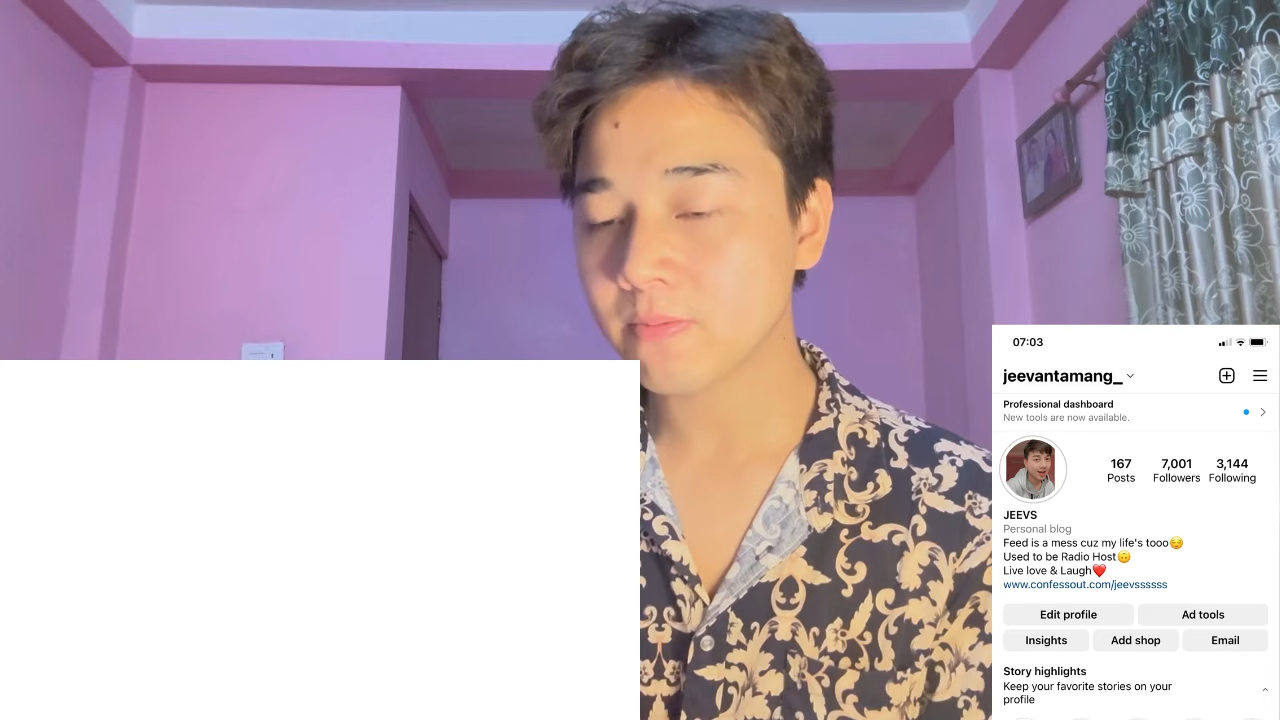 07:03
jeevantamang_
Professional dashboard
New tools are now available.
167 7,001 3,144
Posts Followers Following
JEEVS
Personal blog
Feed is a mess cuz my life's tooo😌
Used to be Radio Host🙃
Live love & Laugh❤️
www.confessout.com/jeevssssss
Edit profile Ad tools
Insights Add shop Email
Story highlights
Keep your favorite stories on your
profile